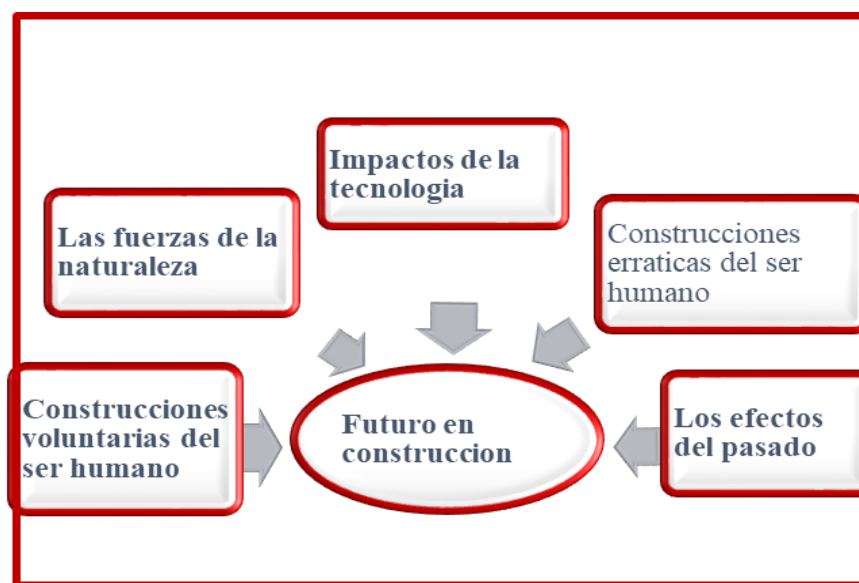 Impactos de la
tecnologia
Las fuerzas de la
naturaleza
Construcciones
erraticas del ser
humano
Construcciones
voluntarias del
ser humano
Futuro en
construccion
Los efectos
del pasado